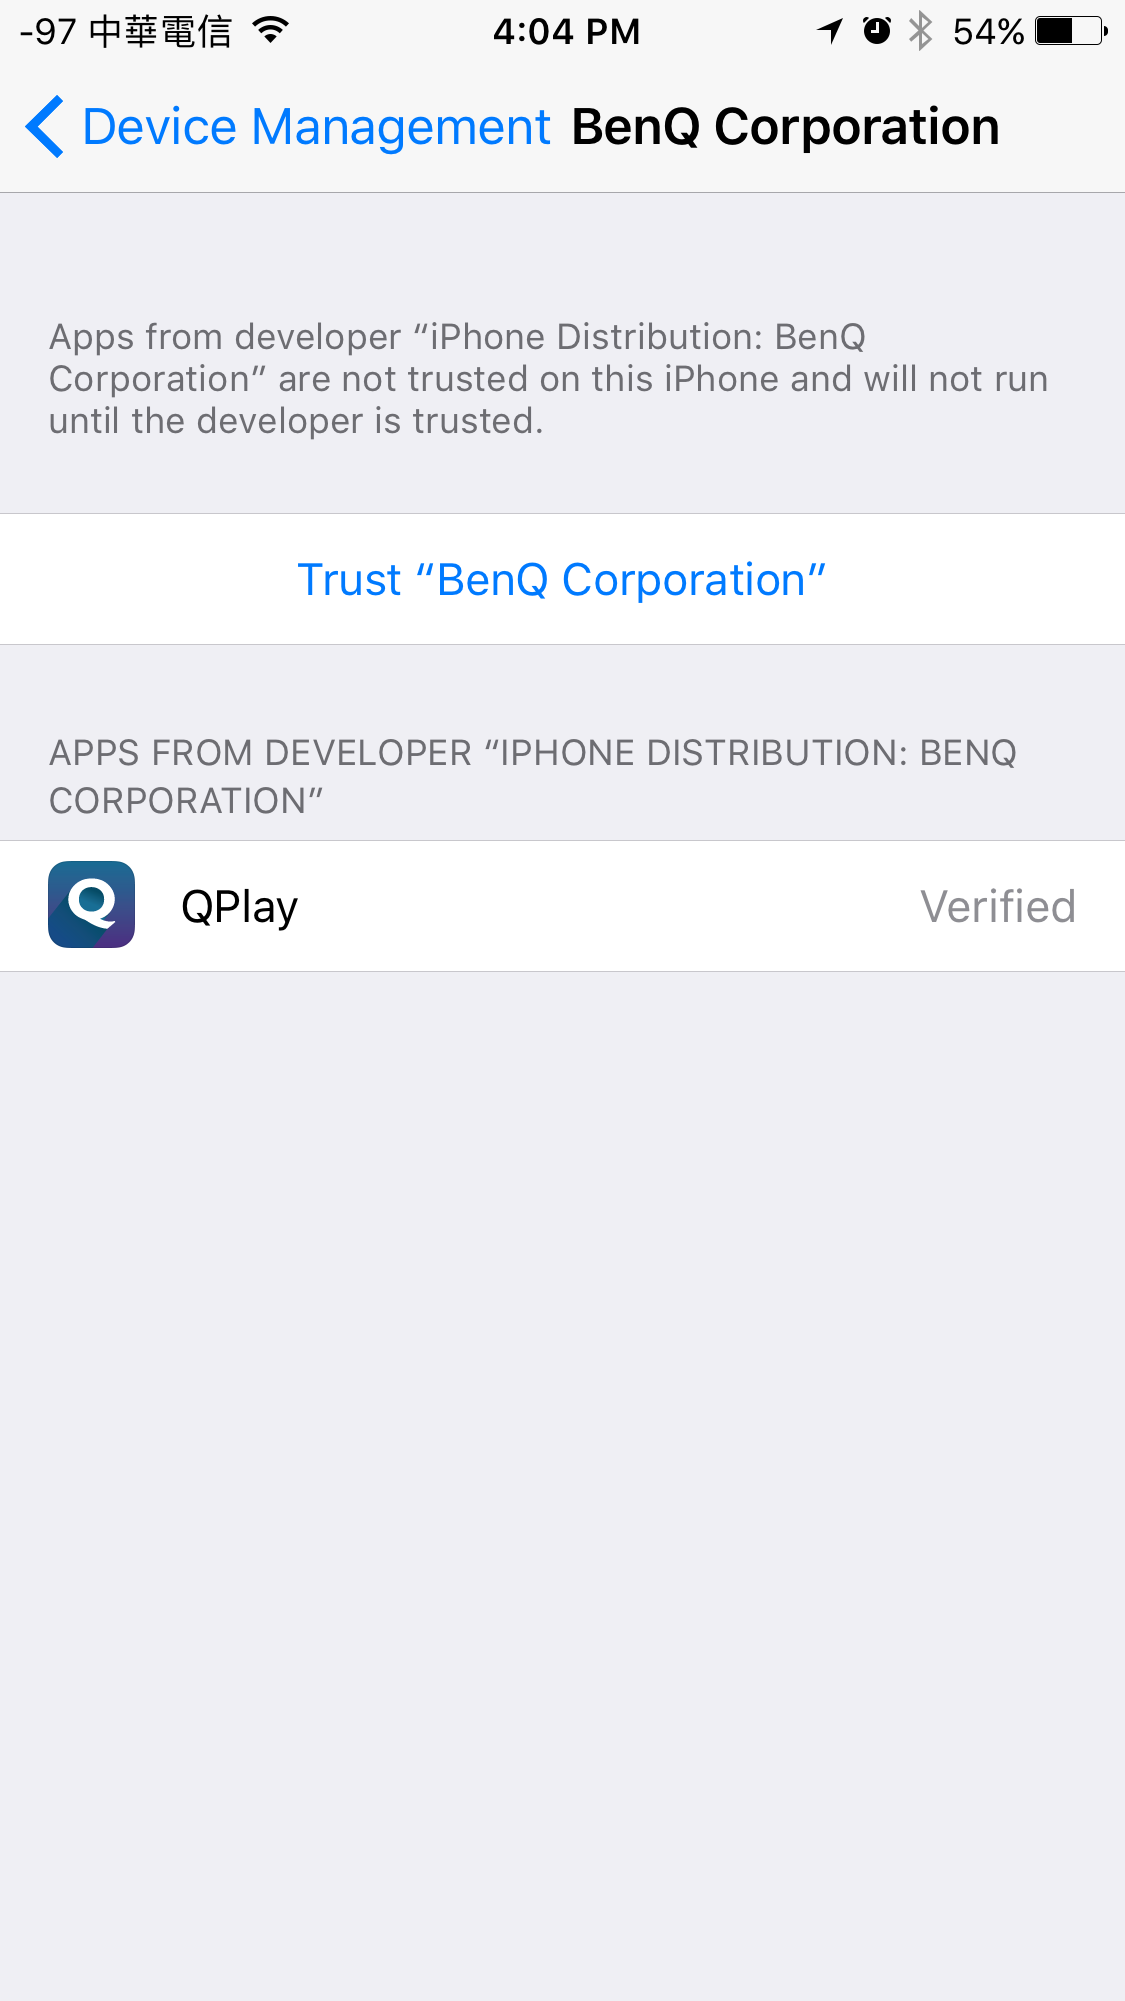 -97 中華電信 4:04 PM 54%
Device Management BenQ Corporation
Apps from developer “iPhone Distribution: BenQ
Corporation” are not trusted on this iPhone and will not run
until the developer is trusted.
Trust “BenQ Corporation”
APPS FROM DEVELOPER “IPHONE DISTRIBUTION: BENQ
CORPORATION”
QPlay Verified